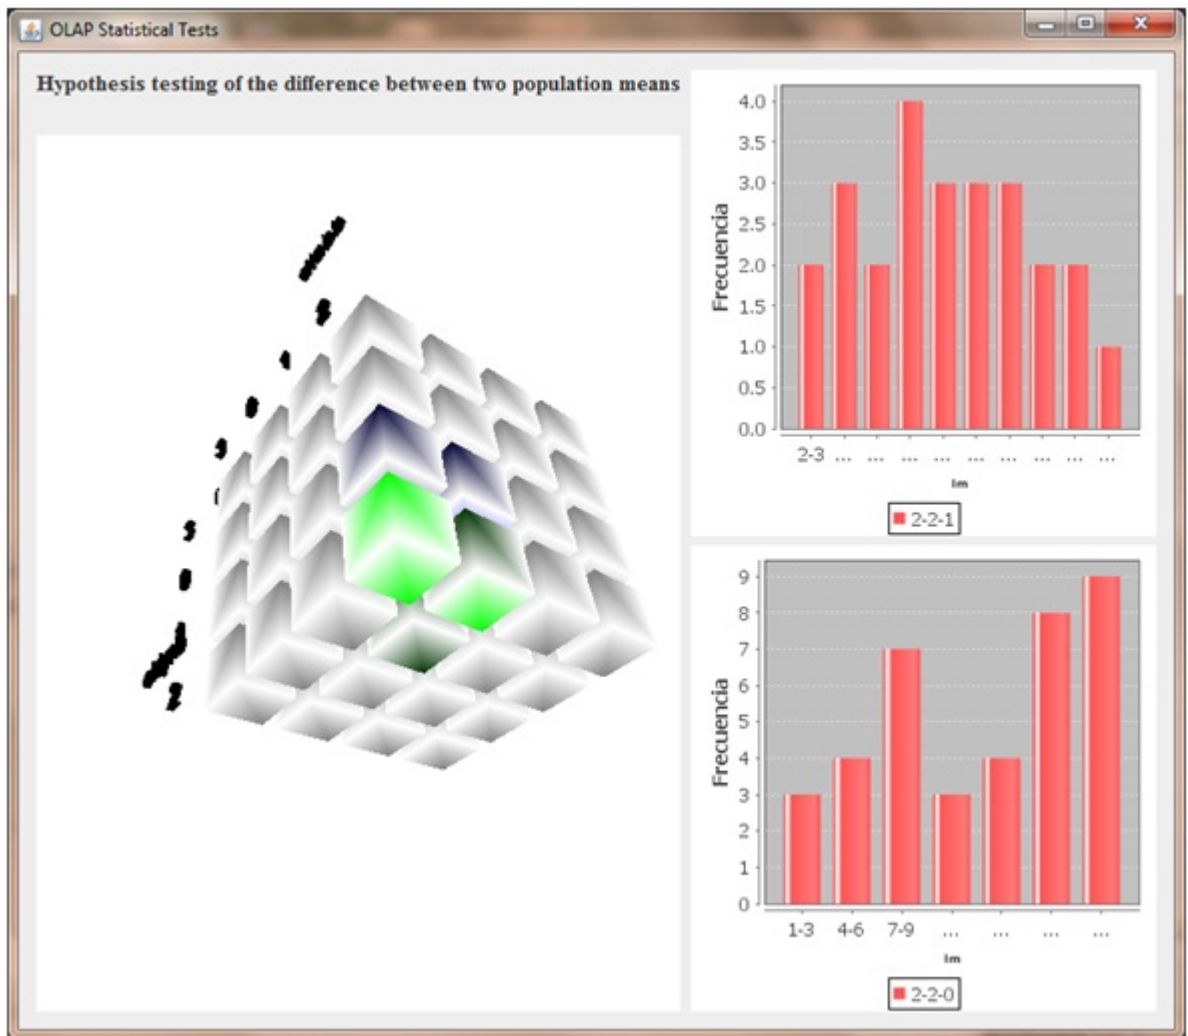 OLAP Statistical Tests
Hypothesis testing of the difference between two population means
4.0
3.5
3.0
2.5
2.0
1.5
1.0
0.5
0.0
Frecuencia
2-3 ... ... ... ... ... ... ... ... ...
lm
2-2-1
9
8
7
6
5
4
3
2
1
0
Frecuencia
1-3 4-6 7-9 ... ... ... ...
lm
2-2-0